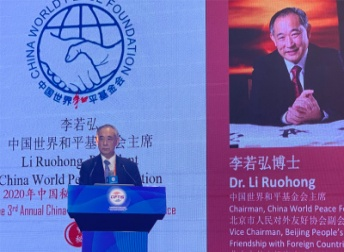 CHINA WORLD PEACE FOUNDATION
中国世界和平基金会
李若弘
中国世界和平基金会主席
Li Ruohong,
China World Peace
2020年中国和
3rd Annual China
李若弘博士
Dr. Li Ruohong
中国世界和平基金会主席
Chairman, China World Peace
北京市人民对外友好协会副会
Vice Chairman, Beijing People's
Friendship with Foreign